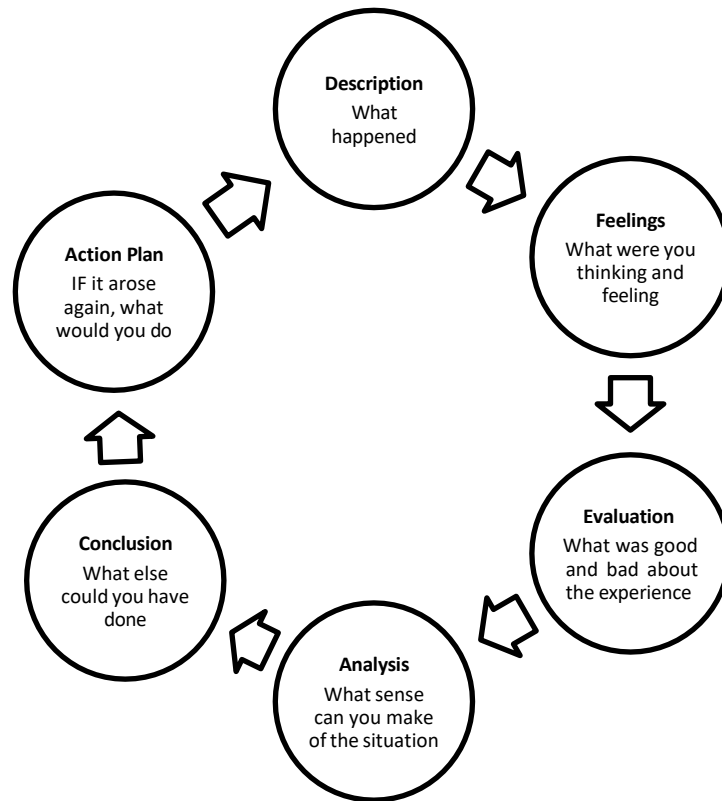 Description
What
happened
Feelings
What were you
thinking and
feeling
Evaluation
What was good
and bad about
the experience
Analysis
What sense
can you make
of the situation
Conclusion
What else
could you have
done
Action Plan
IF it arose
again, what
would you do